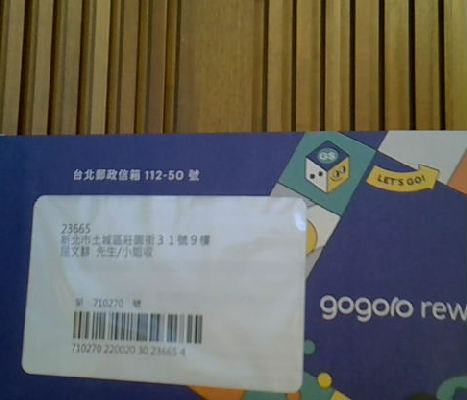 台北郵政信箱 112-50 號
GS
LET'S GO!
23665
新北市土城區莊園街31號9樓
先生/小姐收
第 710270 號
710270 220020 30 23665 4
gogoro rew